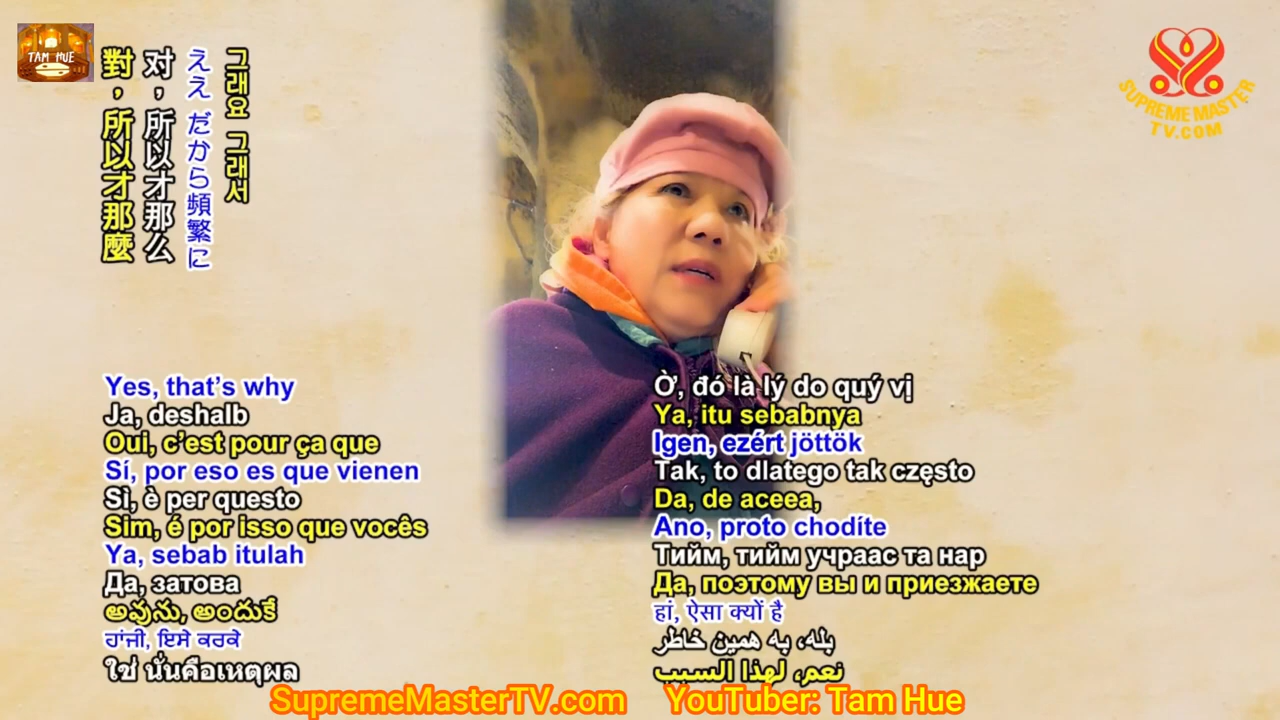 TAM HUE
SUPREME MASTER
TV.COM
對，所以才那麼
对，所以才那么
ええ だから頻繁に
그래요 그래서
Yes, that's why
Ja, deshalb
Oui, c'est pour ça que
Sí, por eso es que vienen
Sì, è per questo
Sim, é por isso que vocês
Ya, sebab itulah
Да, затова
అవును, అందుకే
ਹਾਂਜੀ, ਇਸੇ ਕਰਕੇ
ใช่ นั่นคือเหตุผล
Ờ, đó là lý do quý vị
Ya, itu sebabnya
Igen, ezért jöttök
Tak, to dlatego tak często
Da, de aceea,
Ano, proto chodíte
Тийм, тийм учраас та нар
Да, поэтому вы и приезжаете
हां, ऐसा क्यों है
بله، به همین خاطر
نعم، لهذا السبب
SupremeMasterTV.com YouTuber: Tam Hue